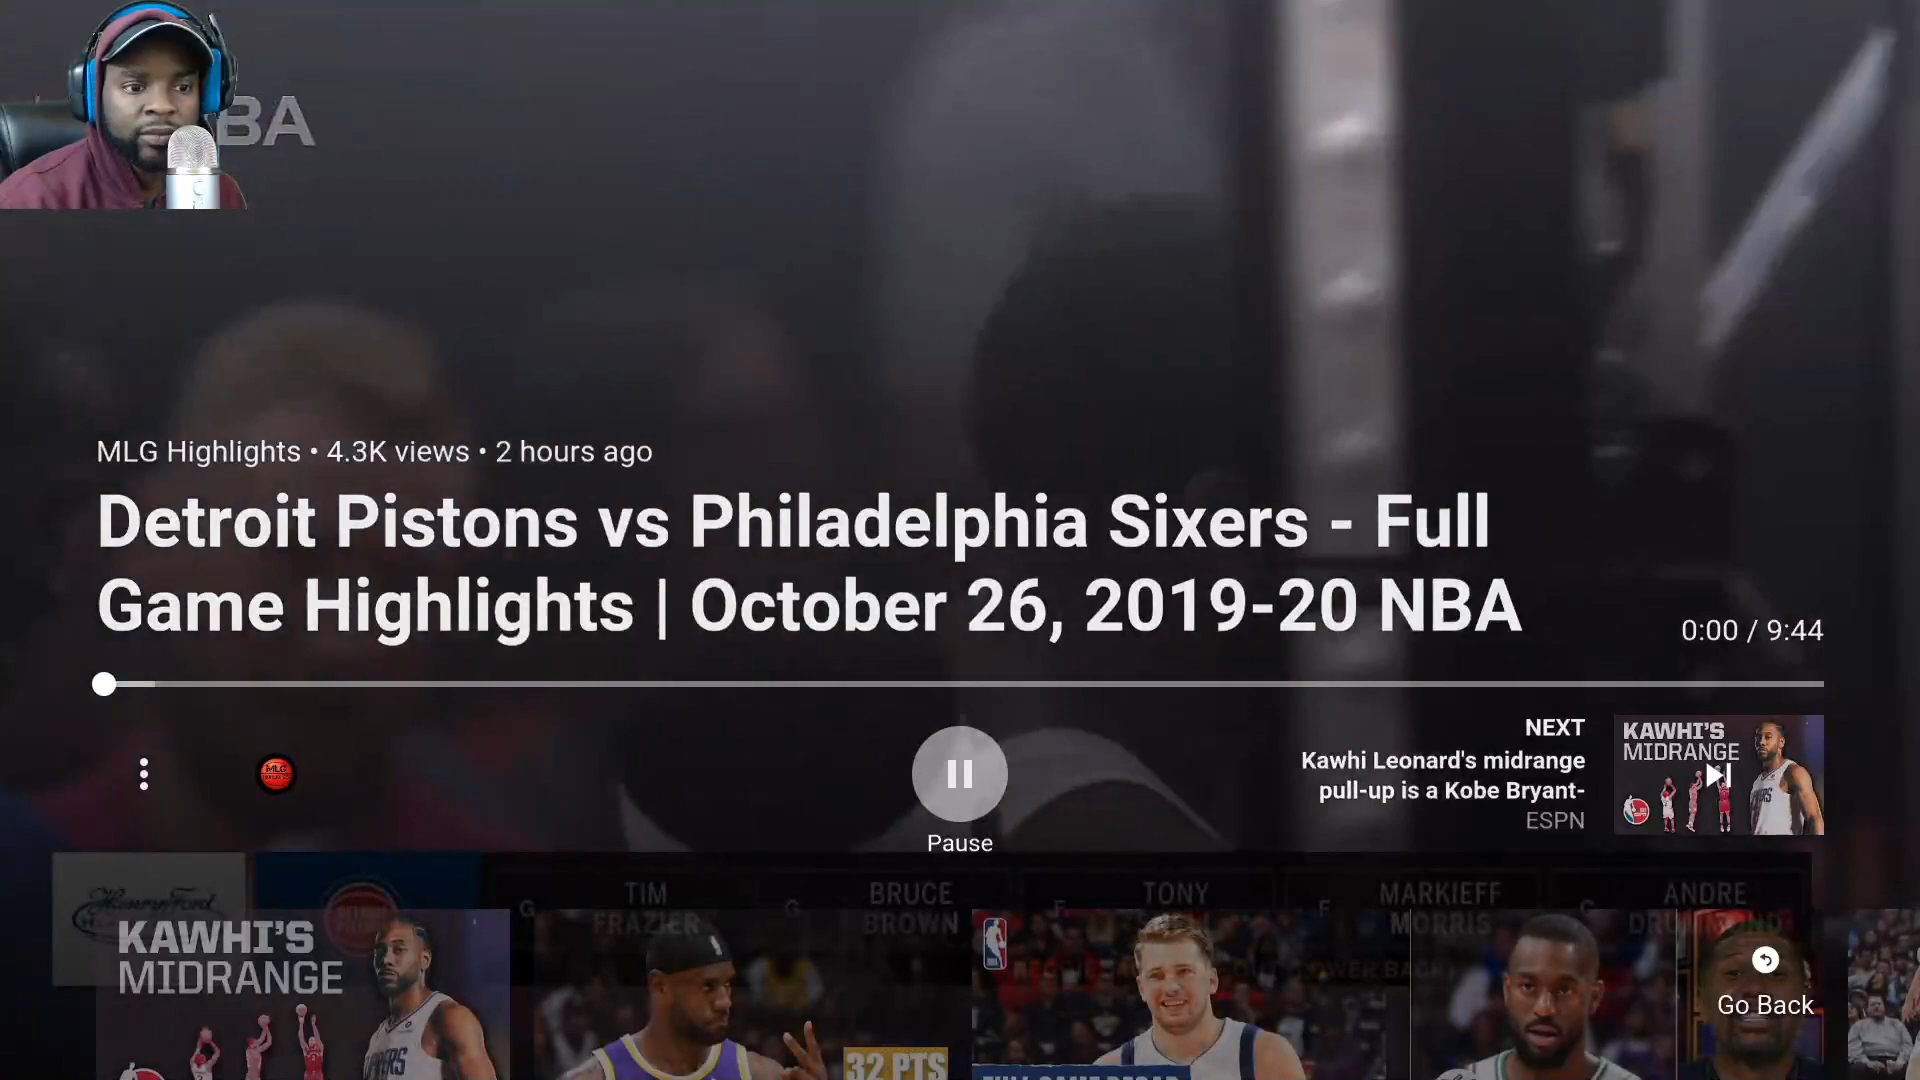 BA
MLG Highlights • 4.3K views • 2 hours ago
Detroit Pistons vs Philadelphia Sixers - Full
Game Highlights | October 26, 2019-20 NBA
0:00 / 9:44
NEXT
Kawhi Leonard's midrange
pull-up is a Kobe Bryant-
ESPN
KAWHI'S
MIDRANGE
MLG
Pause
G TIM
FRAZIER
G BRUCE
BROWN
F TONY
F MARKIEFF
MORRIS
C ANDRE
KAWHI'S
MIDRANGE
32 PTS
Go Back